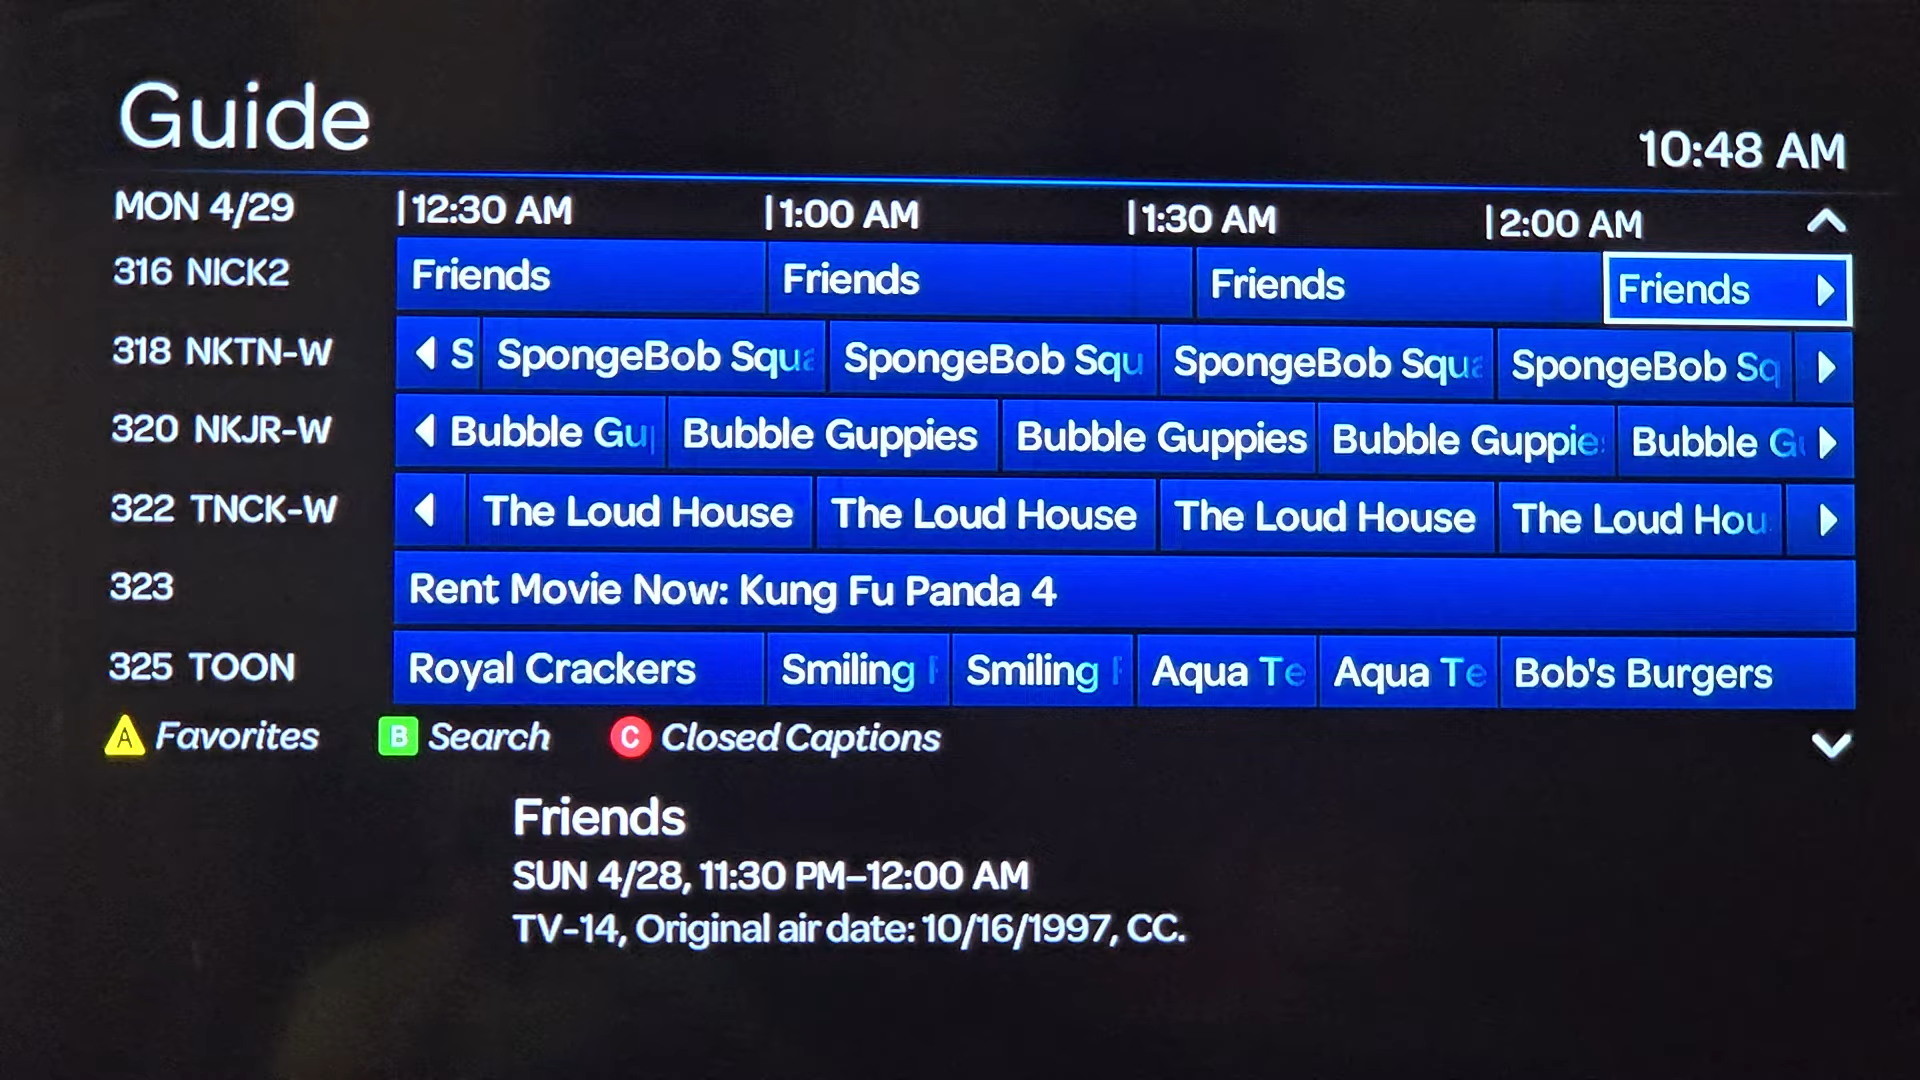 Guide
10:48 AM
MON 4/29 |12:30 AM |1:00 AM |1:30 AM |2:00 AM
316 NICK2 Friends Friends Friends Friends
318 NKTN-W S SpongeBob Squa SpongeBob Squ SpongeBob Squa SpongeBob Sq
320 NKJR-W Bubble Gu Bubble Guppies Bubble Guppies Bubble Guppie Bubble G
322 TNCK-W The Loud House The Loud House The Loud House The Loud Hou
323 Rent Movie Now: Kung Fu Panda 4
325 TOON Royal Crackers Smiling Smiling Aqua Te Aqua Te Bob's Burgers
A Favorites B Search C Closed Captions
Friends
SUN 4/28, 11:30 PM–12:00 AM
TV-14, Original air date: 10/16/1997, CC.